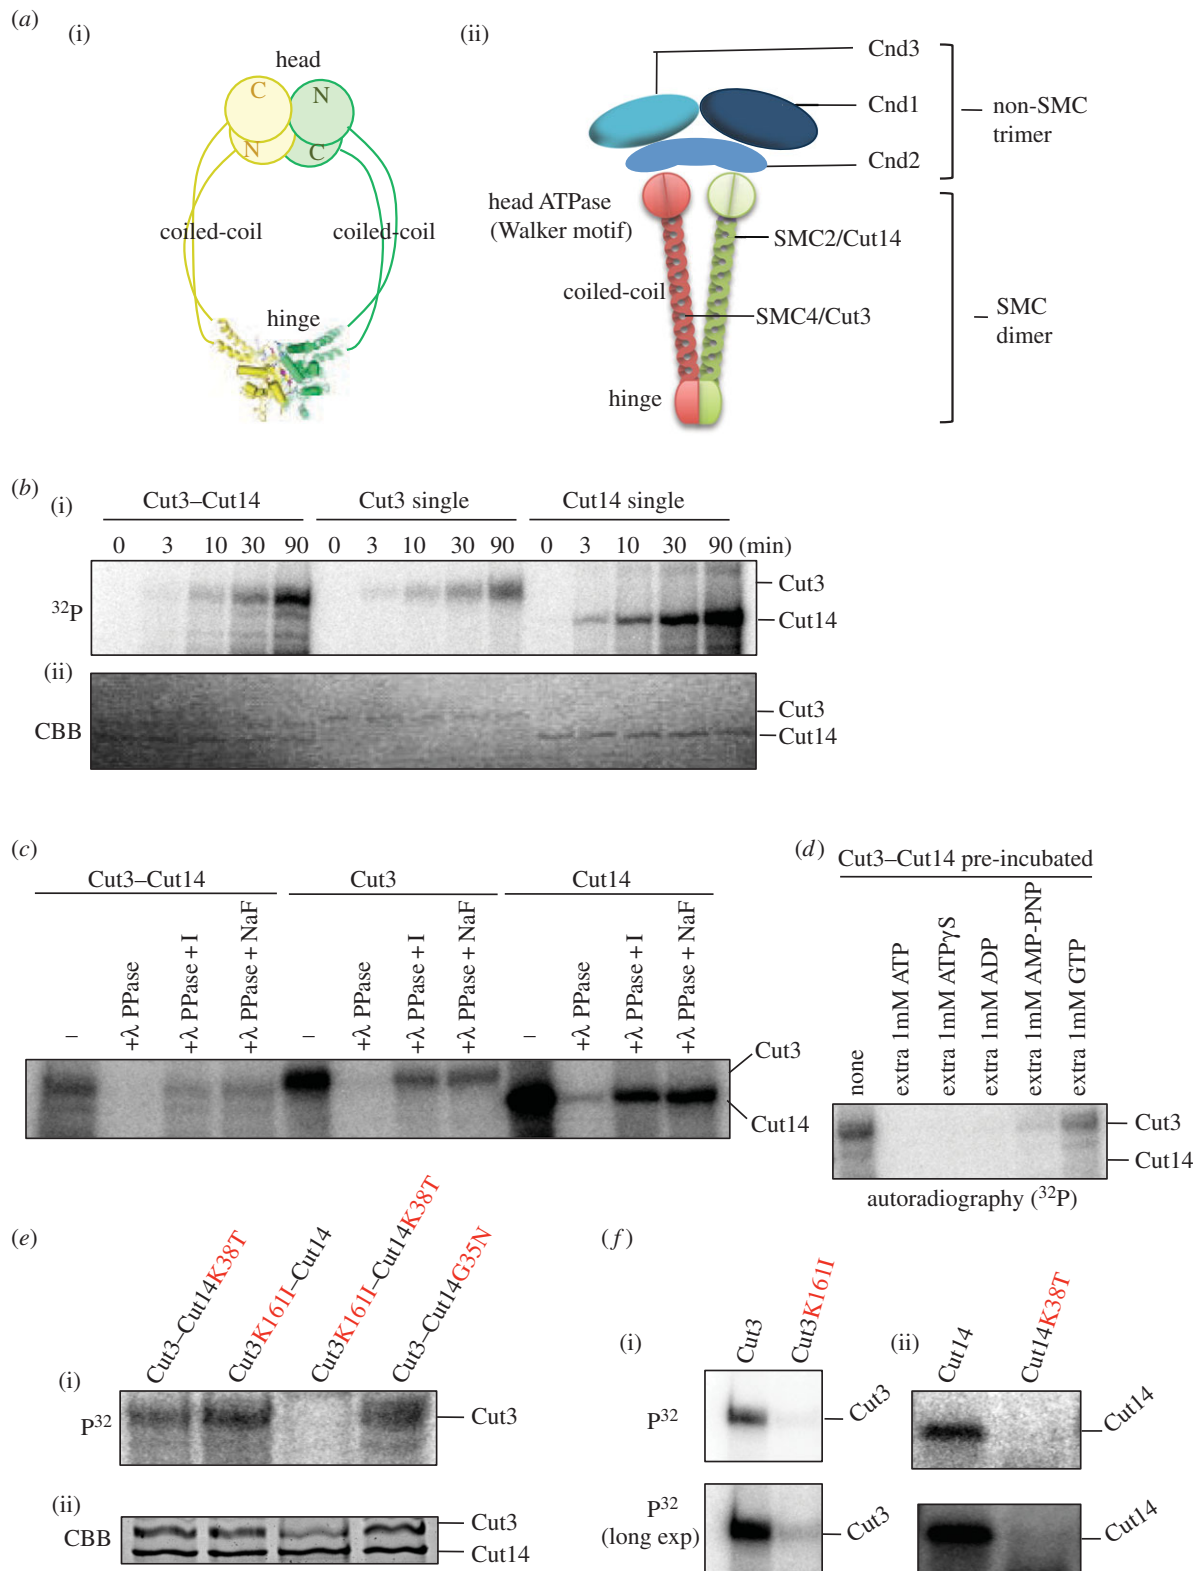 (a)
(i)
head
C
N
N
C
coiled-coil
coiled-coil
hinge
(ii)
Cnd3
Cnd1
non-SMC
trimer
Cnd2
head ATPase
(Walker motif)
SMC2/Cut14
coiled-coil
SMC4/Cut3
SMC
dimer
hinge
(b)
(i)
Cut3–Cut14
Cut3 single
Cut14 single
0 3 10 30 90 0 3 10 30 90 0 3 10 30 90 (min)
32P
Cut3
Cut14
(ii)
CBB
Cut3
Cut14
(c)
Cut3–Cut14
Cut3
Cut14
–
+λ PPase
+λ PPase + I
+λ PPase + NaF
–
+λ PPase
+λ PPase + I
+λ PPase + NaF
–
+λ PPase
+λ PPase + I
+λ PPase + NaF
Cut3
Cut14
(d)
Cut3–Cut14 pre-incubated
none
extra 1mM ATP
extra 1mM ATPγS
extra 1mM ADP
extra 1mM AMP-PNP
extra 1mM GTP
Cut3
Cut14
autoradiography (32P)
(e)
Cut3–Cut14K38T
Cut3K161I–Cut14
Cut3K161I–Cut14K38T
Cut3–Cut14G35N
(i)
P32
Cut3
(ii)
CBB
Cut3
Cut14
(f)
(i)
Cut3
Cut3K161I
P32
Cut3
P32
(long exp)
Cut3
(ii)
Cut14
Cut14K38T
Cut14
Cut14